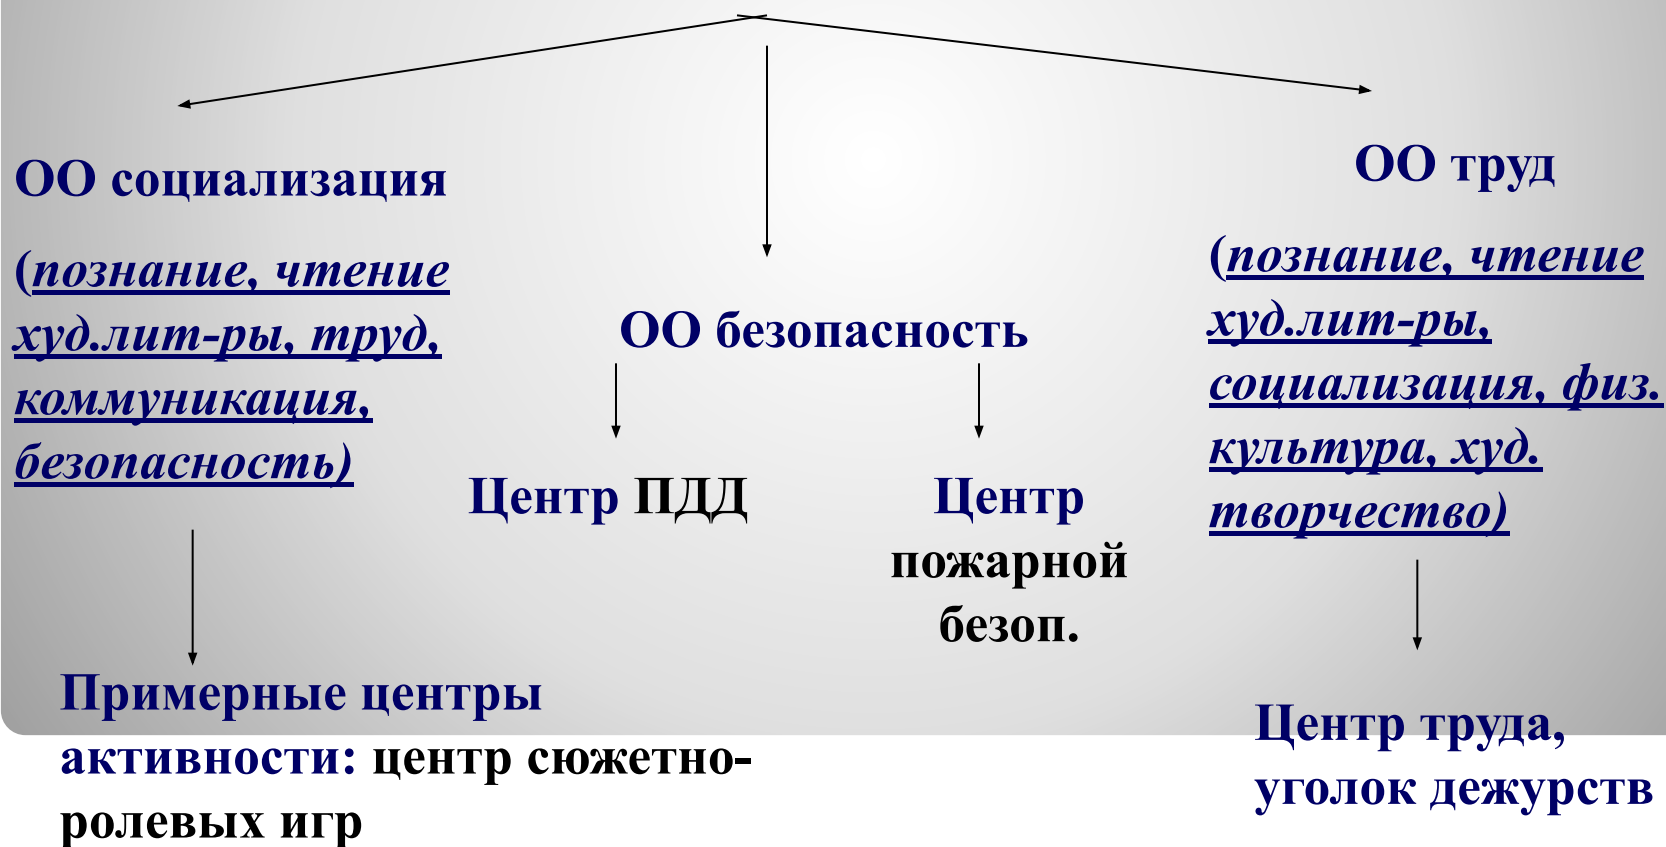 ОО социализация
(познание, чтение
худ.лит-ры, труд,
коммуникация,
безопасность)
Примерные центры
активности: центр сюжетно-
ролевых игр
ОО безопасность
Центр ПДД
Центр
пожарной
безоп.
ОО труд
(познание, чтение
худ.лит-ры,
социализация, физ.
культура, худ.
творчество)
Центр труда,
уголок дежурств